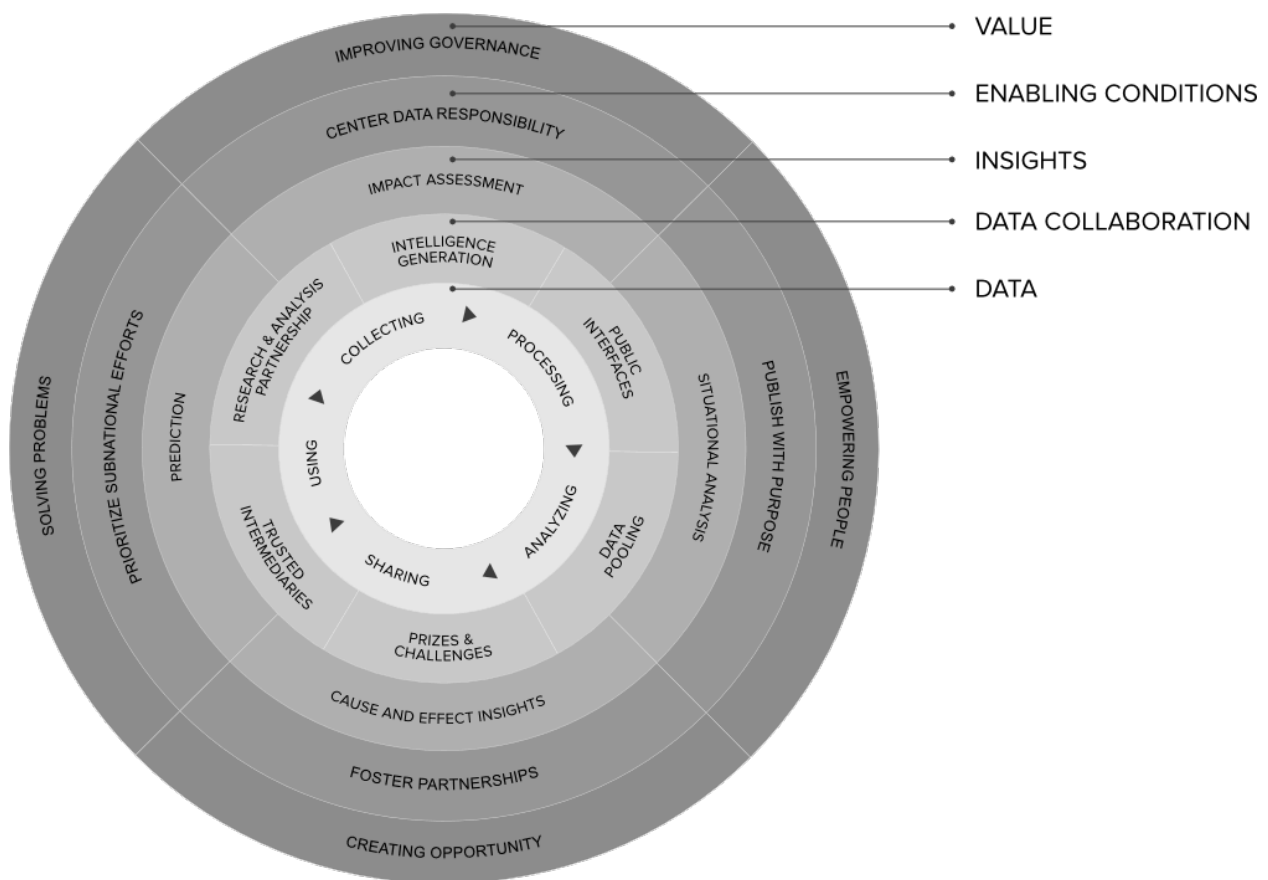 VALUE
ENABLING CONDITIONS
INSIGHTS
DATA COLLABORATION
DATA
IMPROVING GOVERNANCE
EMPOWERING PEOPLE
CREATING OPPORTUNITY
SOLVING PROBLEMS
CENTER DATA RESPONSIBILITY
PUBLISH WITH PURPOSE
FOSTER PARTNERSHIPS
PRIORITIZE SUBNATIONAL EFFORTS
IMPACT ASSESSMENT
SITUATIONAL ANALYSIS
CAUSE AND EFFECT INSIGHTS
PREDICTION
INTELLIGENCE
GENERATION
PUBLIC
INTERFACES
DATA
POOLING
PRIZES &
CHALLENGES
TRUSTED
INTERMEDIARIES
RESEARCH & ANALYSIS
PARTNERSHIP
COLLECTING
PROCESSING
ANALYZING
SHARING
USING